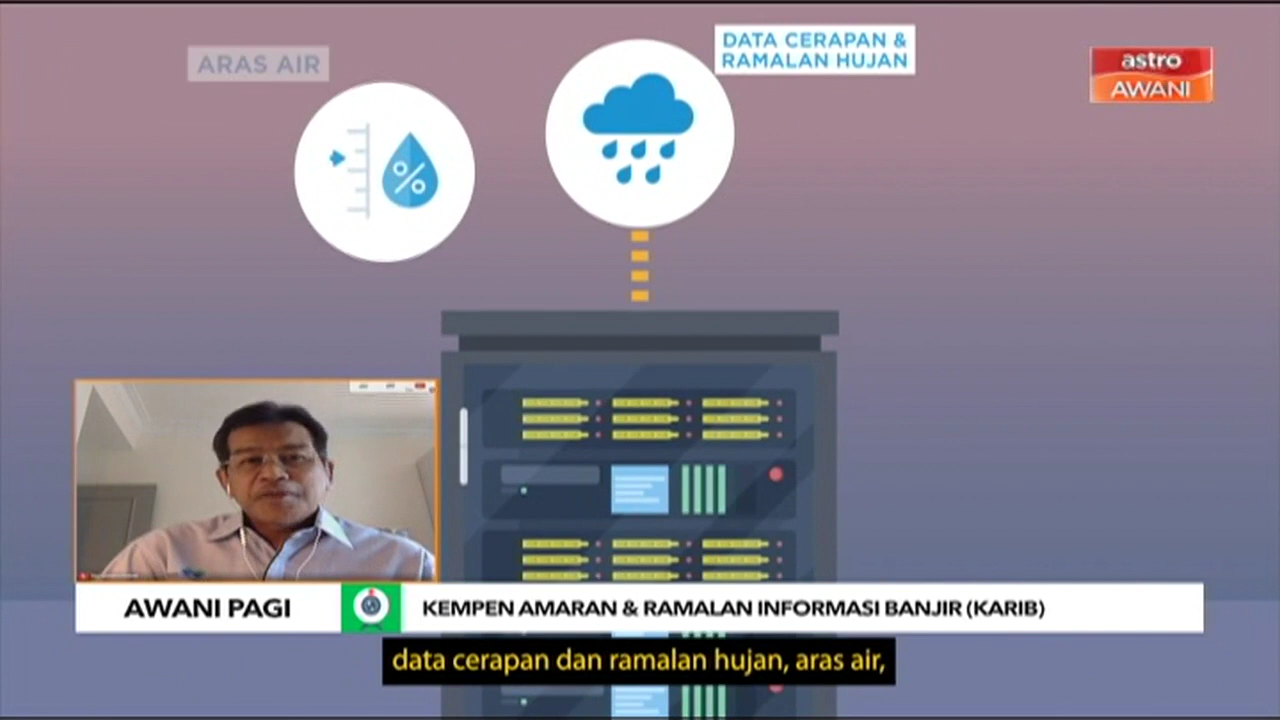 ARAS AIR
DATA CERAPAN &
RAMALAN HUJAN
astro
AWANI
%
AWANI PAGI
KEMPEN AMARAN & RAMALAN INFORMASI BANJIR (KARIB)
data cerapan dan ramalan hujan, aras air,